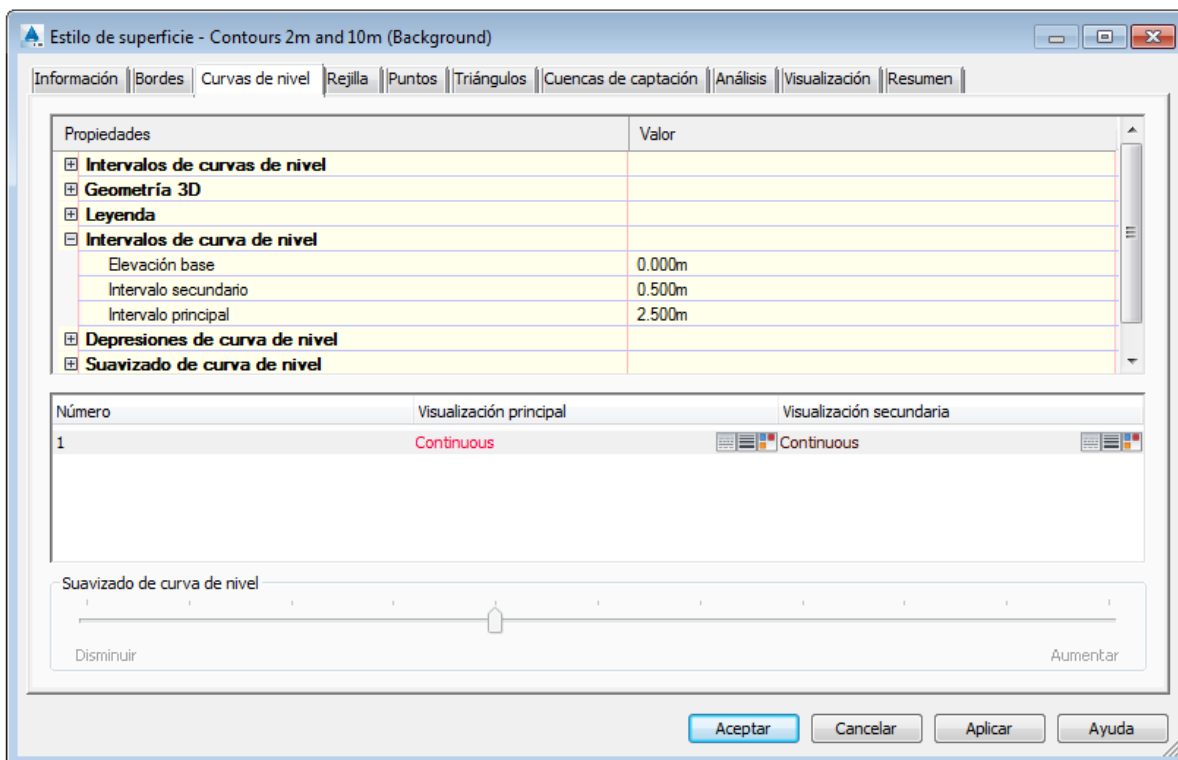 Estilo de superficie - Contours 2m and 10m (Background)
Información Bordes Curvas de nivel Rejilla Puntos Triángulos Cuencas de captación Análisis Visualización Resumen
Propiedades Valor
Intervalos de curvas de nivel
Geometría 3D
Leyenda
Intervalos de curva de nivel
Elevación base 0.000m
Intervalo secundario 0.500m
Intervalo principal 2.500m
Depresiones de curva de nivel
Suavizado de curva de nivel
Número Visualización principal Visualización secundaria
1 Continuous Continuous
Suavizado de curva de nivel
Disminuir Aumentar
Aceptar Cancelar Aplicar Ayuda